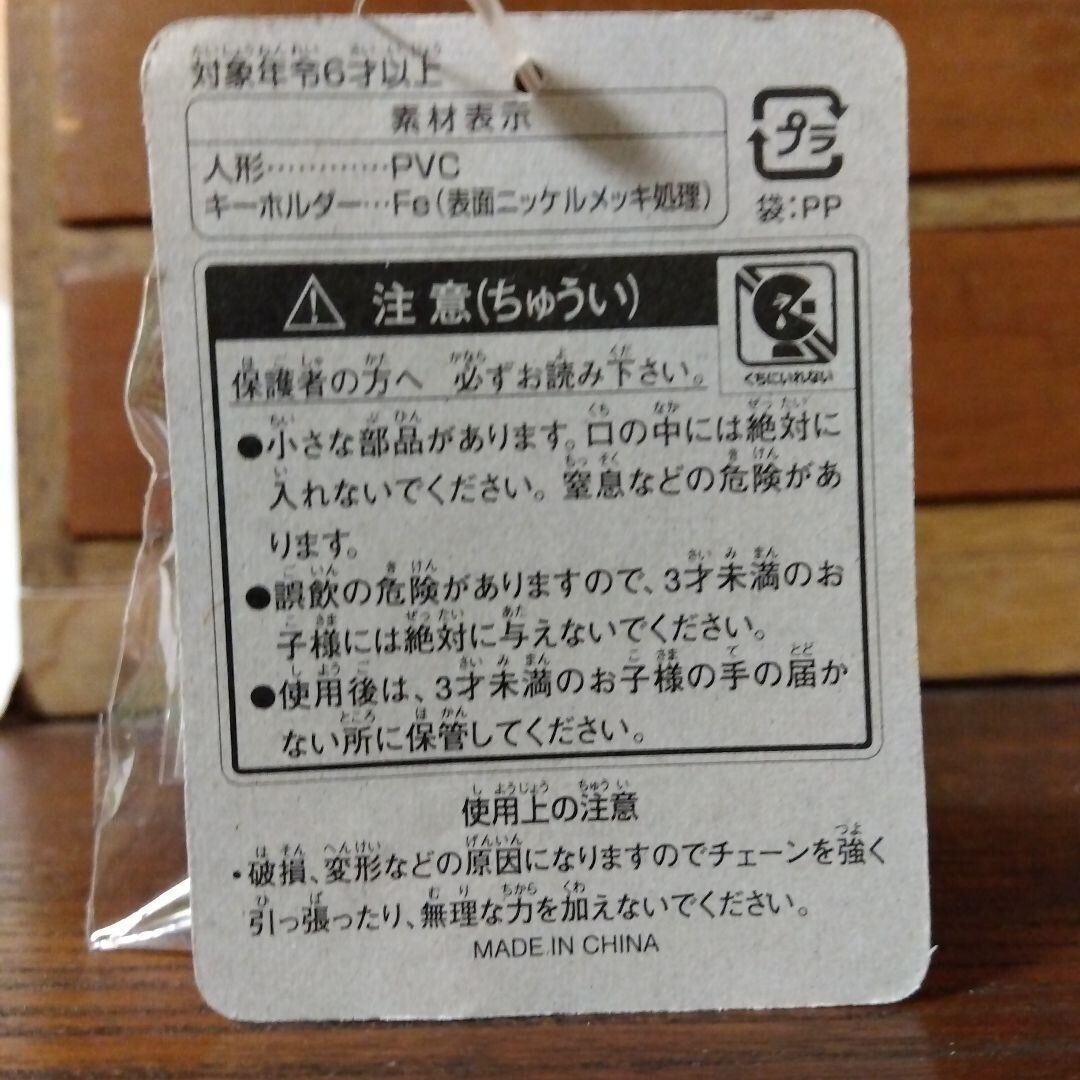 対象年令6才以上
素材表示
人形…………PVC
キーホルダー…Fe(表面ニッケルメッキ処理)
プラ
袋:PP
注意(ちゅうい)
くちにいれない
保護者の方へ 必ずお読み下さい。
●小さな部品があります。口の中には絶対に
入れないでください。窒息などの危険があ
ります。
●誤飲の危険がありますので、3才未満のお
子様には絶対に与えないでください。
●使用後は、3才未満のお子様の手の届か
ない所に保管してください。
使用上の注意
・破損、変形などの原因になりますのでチェーンを強く
引っ張ったり、無理な力を加えないでください。
MADE IN CHINA